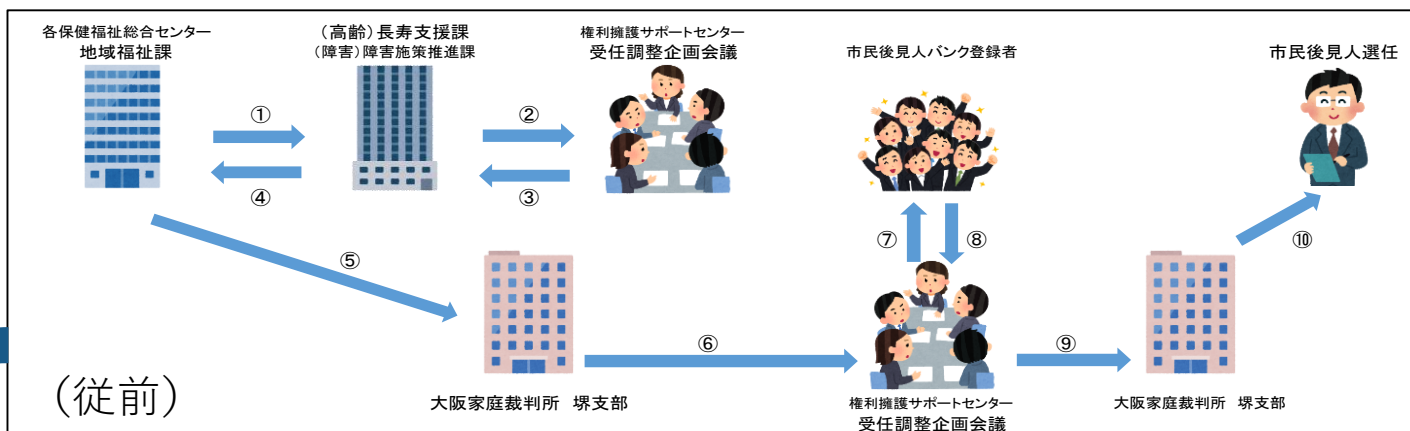 各保健福祉総合センター
地域福祉課
(高齢)長寿支援課
(障害)障害施策推進課
権利擁護サポートセンター
受任調整企画会議
市民後見人バンク登録者
市民後見人選任
①
②
③
④
⑤
⑥
⑦
⑧
⑨
⑩
大阪家庭裁判所 堺支部
権利擁護サポートセンター
受任調整企画会議
大阪家庭裁判所 堺支部
(従前)